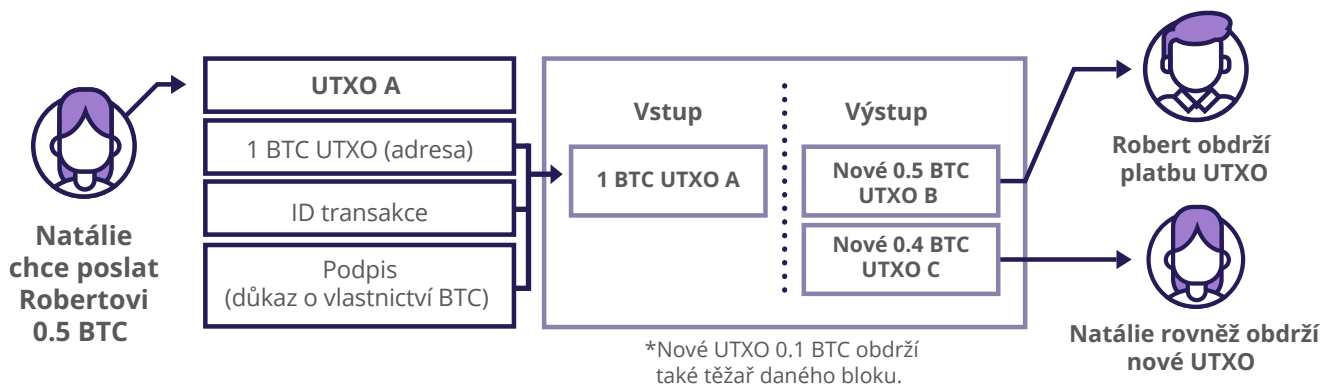 Natálie
chce poslat
Robertovi
0.5 BTC
UTXO A
1 BTC UTXO (adresa)
ID transakce
Podpis
(důkaz o vlastnictví BTC)
Vstup
1 BTC UTXO A
Výstup
Nové 0.5 BTC
UTXO B
Nové 0.4 BTC
UTXO C
*Nové UTXO 0.1 BTC obdrží
také těžař daného bloku.
Robert obdrží
platbu UTXO
Natálie rovněž obdrží
nové UTXO